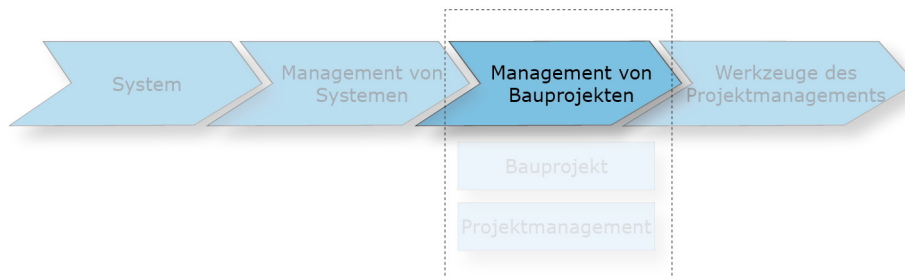 System
Management von
Systemen
Management von
Bauprojekten
Werkzeuge des
Projektmanagements
Bauprojekt
Projektmanagement